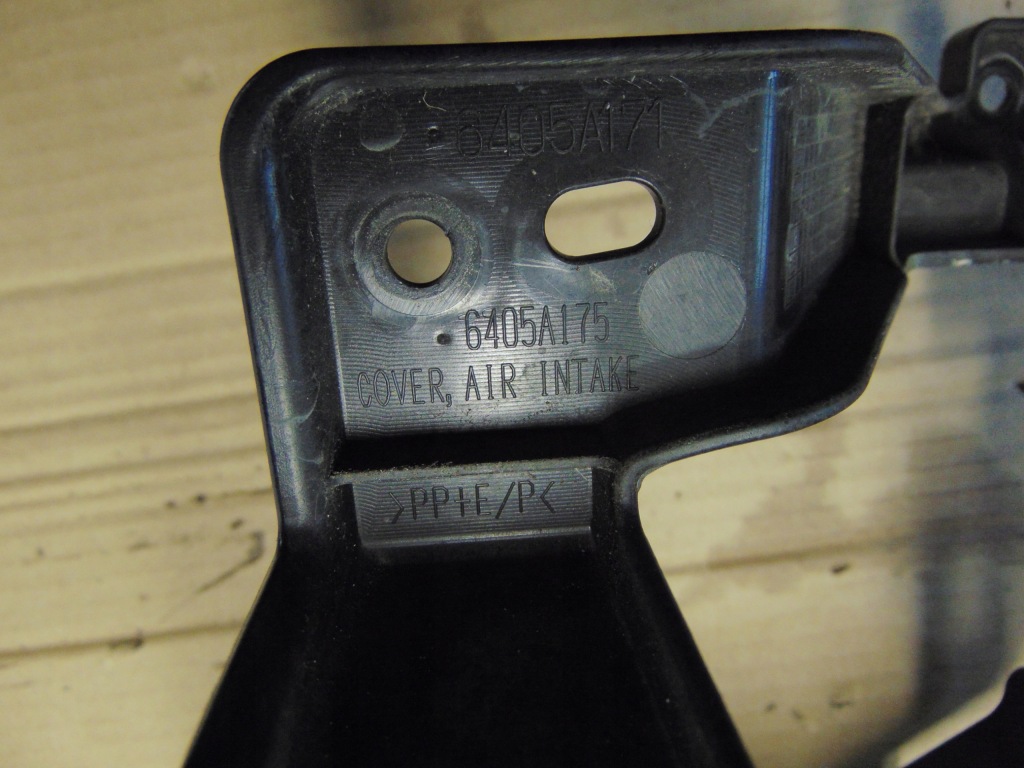 6405A171
6405A175
COVER, AIR INTAKE
>PP+E/P<